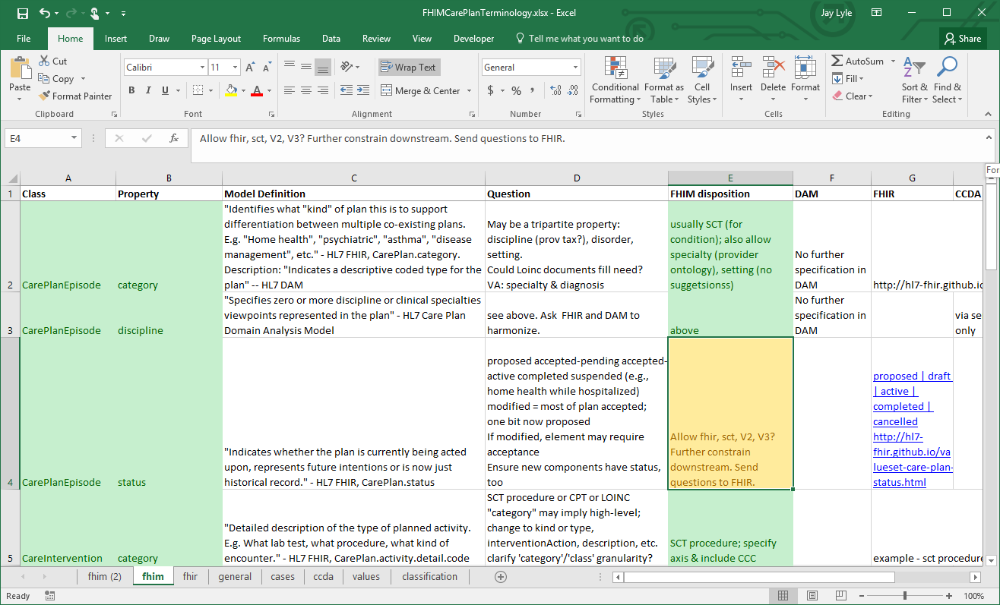 FHIMCarePlanTerminology.xlsx - Excel
Jay Lyle
File Home Insert Draw Page Layout Formulas Data Review View Developer Tell me what you want to do Share
Paste
Cut
Copy
Format Painter
Clipboard
Calibri 11
B I U
Font
Wrap Text
Merge & Center
Alignment
General
$ % ,
Number
Conditional Formatting
Format as Table
Cell Styles
Styles
Insert Delete Format
Cells
AutoSum
Fill
Clear
Sort & Filter
Find & Select
Editing
E4
fx
Allow fhir, sct, V2, V3? Further constrain downstream. Send questions to FHIR.
For
A B C D E F G
1 Class Property Model Definition Question FHIM disposition DAM FHIR CCDA
2
CarePlanEpisode
category
"Identifies what "kind" of plan this is to support
differentiation between multiple co-existing plans.
E.g. "Home health", "psychiatric", "asthma", "disease
management", etc." - HL7 FHIR, CarePlan.category.
Description: "Indicates a descriptive coded type for the
plan" -- HL7 DAM
May be a tripartite property:
discipline (prov tax?), disorder,
setting.
Could Loinc documents fill need?
VA: specialty & diagnosis
usually SCT (for
condition); also allow
specialty (provider
ontology), setting (no
suggetsionss)
No further
specification in
DAM
http://hl7-fhir.github.io
3
CarePlanEpisode
discipline
"Specifies zero or more discipline or clinical specialties
viewpoints represented in the plan" - HL7 Care Plan
Domain Analysis Model
see above. Ask  FHIR and DAM to
harmonize.
above
No further
specification in
DAM
via se
only
4
CarePlanEpisode
status
"Indicates whether the plan is currently being acted
upon, represents future intentions or is now just
historical record." - HL7 FHIR, CarePlan.status
proposed accepted-pending accepted-
active completed suspended (e.g.,
home health while hospitalized)
modified = most of plan accepted;
one bit now proposed
If modified, element may require
acceptance
Ensure new components have status,
too
Allow fhir, sct, V2, V3?
Further constrain
downstream. Send
questions to FHIR.
proposed | draft
| active |
completed |
cancelled
http://hl7-
fhir.github.io/va
lueset-care-plan-
status.html
5
CareIntervention
category
"Detailed description of the type of planned activity.
E.g. What lab test, what procedure, what kind of
encounter." - HL7 FHIR, CarePlan.activity.detail.code
SCT procedure or CPT or LOINC
"category" may imply high-level;
change to kind or type,
interventionAction, description, etc.
clarify 'category'/'class' granularity?
SCT procedure; specify
axis & include CCC
example - sct procedure
fhim (2) fhim fhir general cases ccda values classification
Ready
100%